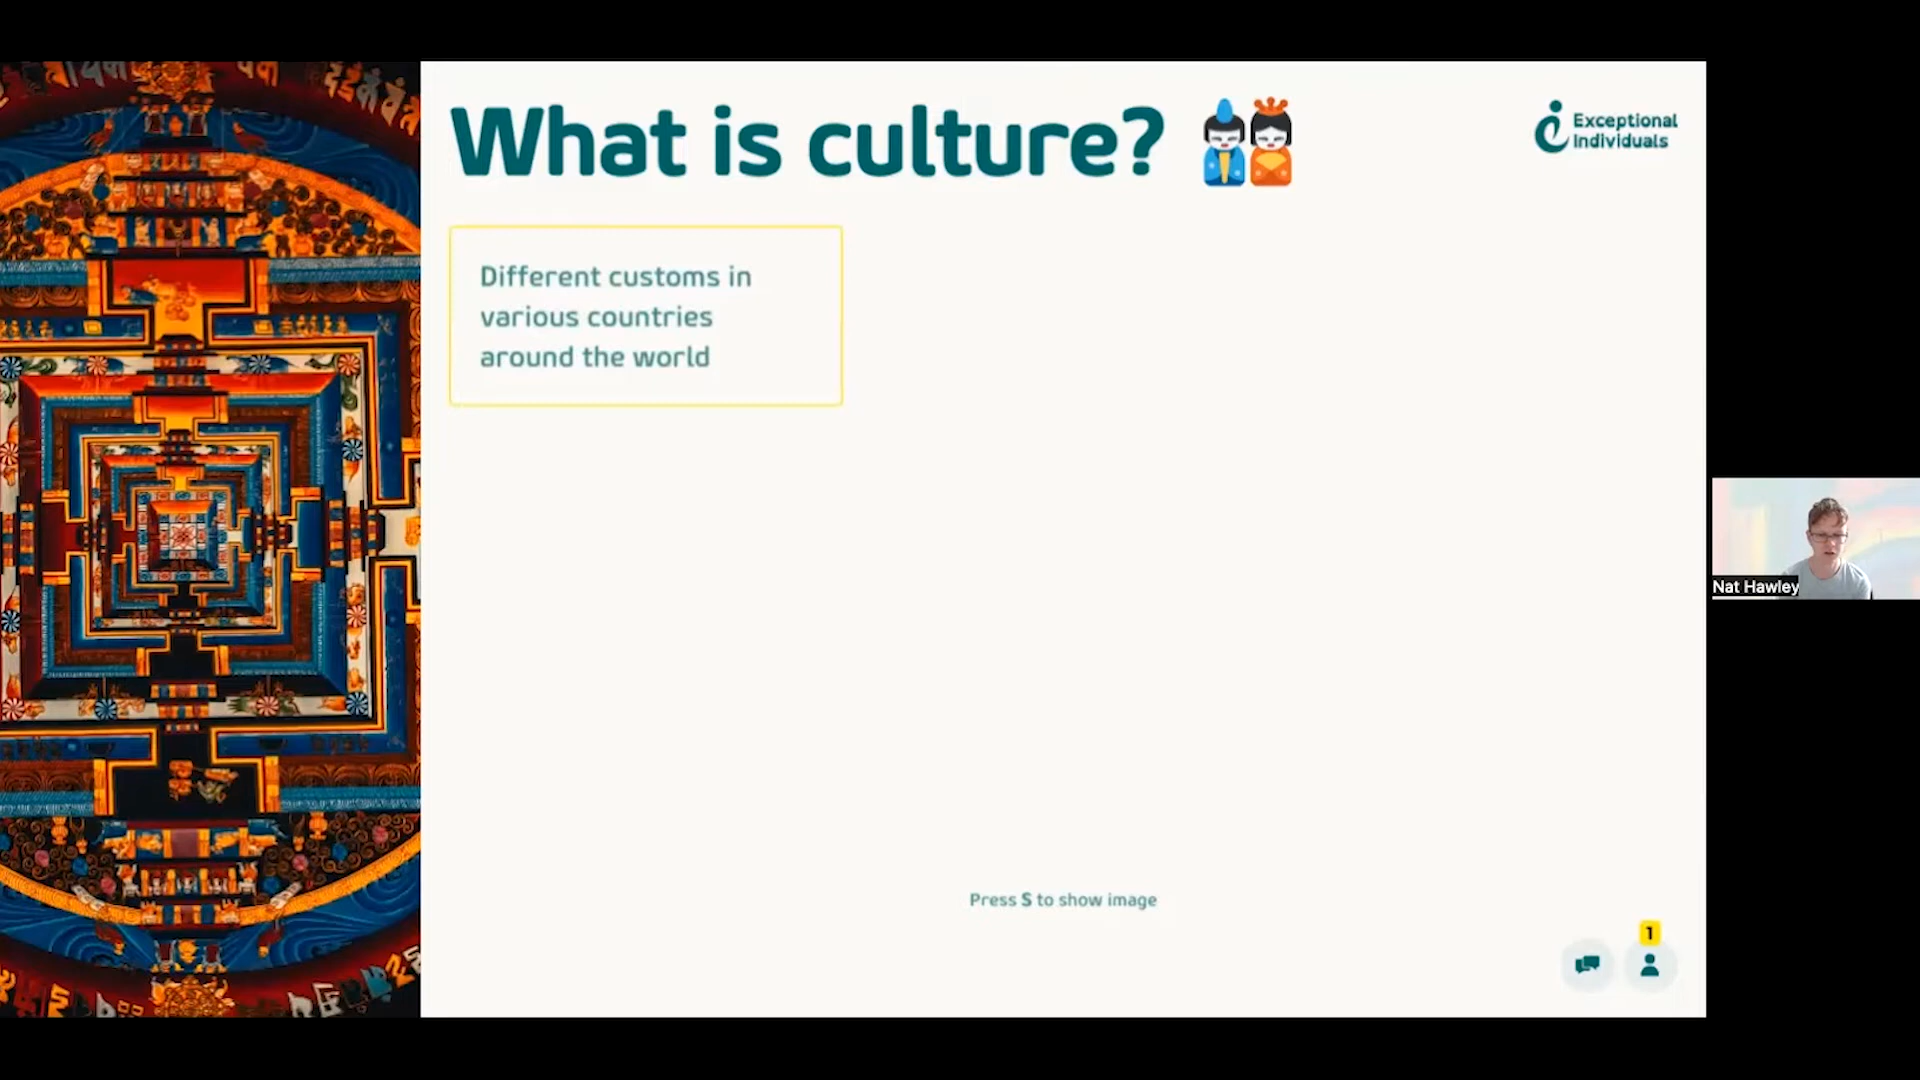 What is culture?
Exceptional
Individuals
Different customs in
various countries
around the world
Nat Hawley
Press S to show image
1